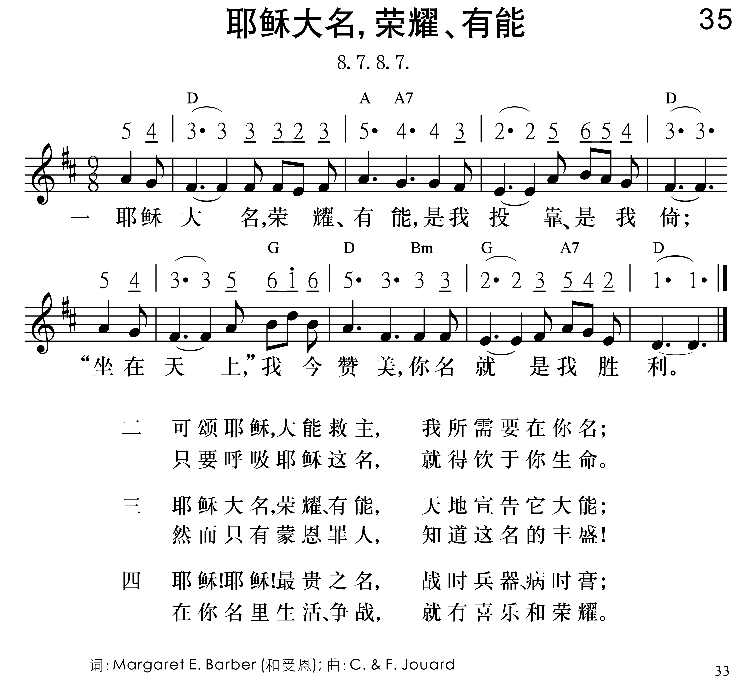 耶稣大名，荣耀、有能 35
8. 7. 8. 7.
D A A7 D
5 4 | 3• 3 3 3 2 3 | 5• 4• 4 3 | 2• 2 5 6 5 4 | 3• 3•
9/8
一 耶稣大名，荣耀、有能，是我投靠、是我倚；
G D Bm G A7 D
5 4 | 3• 3 5 6 i 6 | 5• 3• 3 3 | 2• 2 3 5 4 2 | 1• 1•
“坐在天上，”我今赞美，你名就是我胜利。
二 可颂耶稣，大能救主， 我所需要在你名；
只要呼吸耶稣这名， 就得饮于你生命。
三 耶稣大名，荣耀、有能， 天地宣告它大能；
然而只有蒙恩罪人， 知道这名的丰盛！
四 耶稣！耶稣！最贵之名， 战时兵器、病时膏；
在你名里生活、争战， 就有喜乐和荣耀。
词：Margaret E. Barber (和受恩)；曲：C. & F. Jouard
33